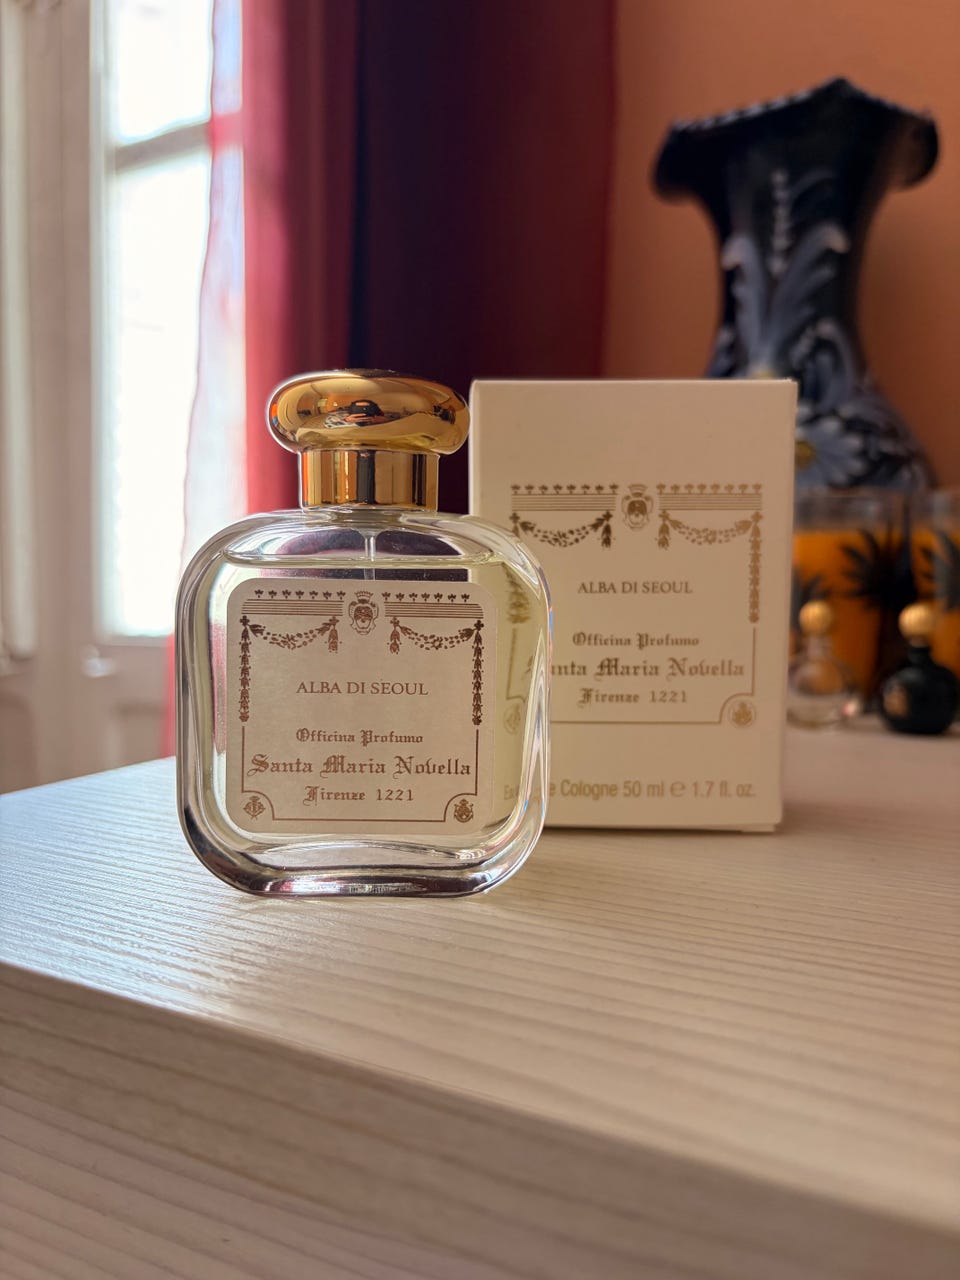 ALBA DI SEOUL
Officina Profumo
Santa Maria Novella
Firenze 1221
ALBA DI SEOUL
Officina Profumo
Maria Novella
Firenze 1221
Cologne 50 ml e 1.7 fl. oz.